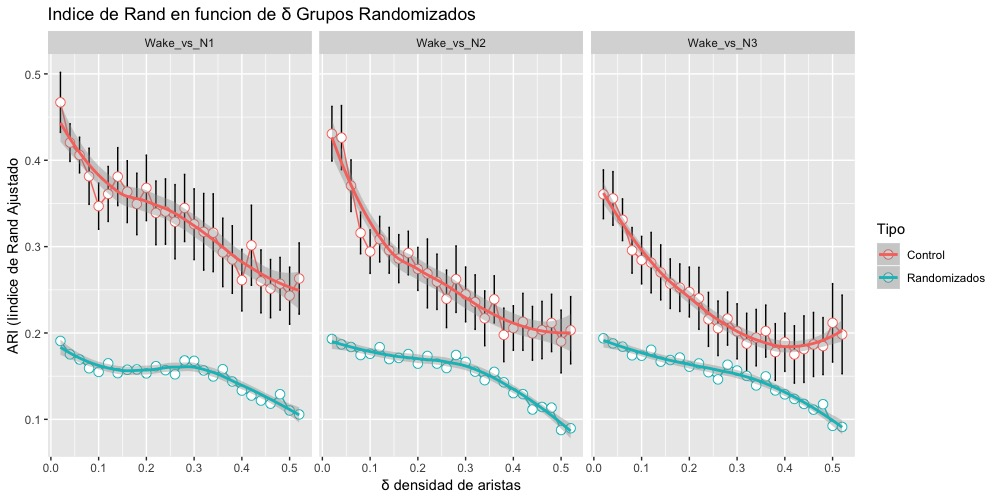 Indice de Rand en funcion de δ Grupos Randomizados
Wake_vs_N1
Wake_vs_N2
Wake_vs_N3
ARI (Iindice de Rand Ajustado
0.5
0.4
0.3
0.2
0.1
0.0 0.1 0.2 0.3 0.4 0.5
0.0 0.1 0.2 0.3 0.4 0.5
0.0 0.1 0.2 0.3 0.4 0.5
δ densidad de aristas
Tipo
Control
Randomizados